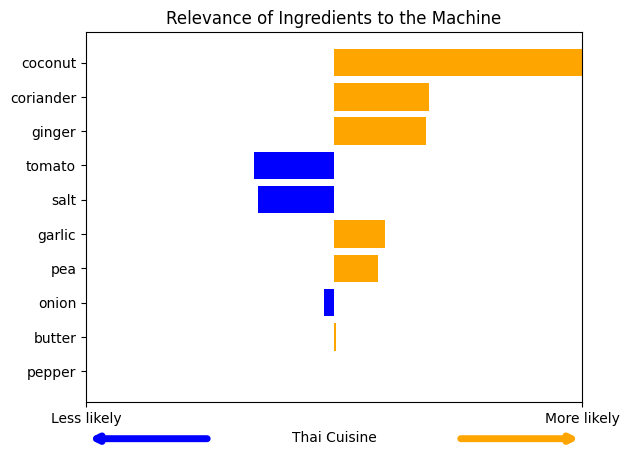 Relevance of Ingredients to the Machine
coconut
coriander
ginger
tomato
salt
garlic
pea
onion
butter
pepper
Less likely
More likely
Thai Cuisine